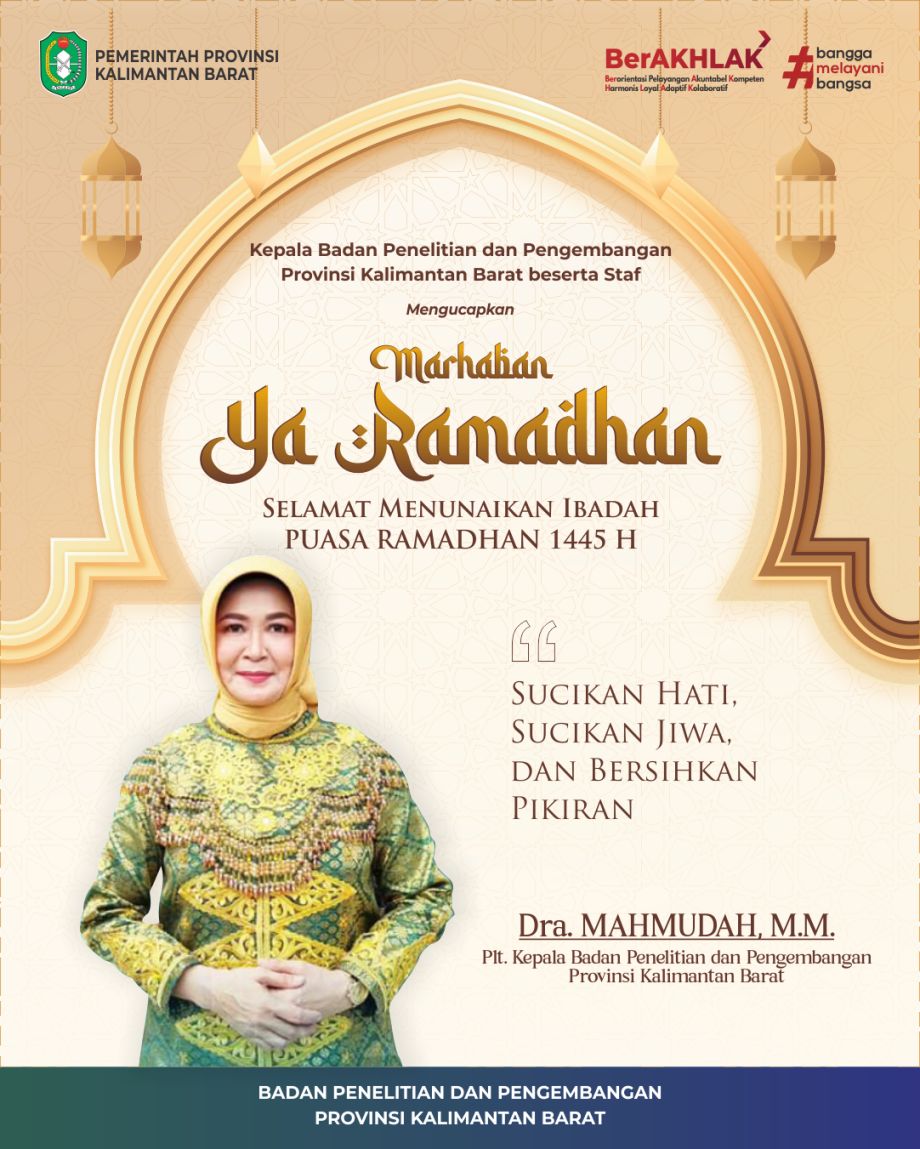 PEMERINTAH PROVINSI
KALIMANTAN BARAT
BerAKHLAK
Berorientasi Pelayangan Akuntabel Kompeten
Harmonis Loyal Adaptif Kolaboratif
#bangga
melayani
bangsa
Kepala Badan Penelitian dan Pengembangan
Provinsi Kalimantan Barat beserta Staf
Mengucapkan
Marhaban
Ya Ramadhan
Selamat Menunaikan Ibadah
PUASA RAMADHAN 1445 H
“
Sucikan Hati,
Sucikan Jiwa,
dan Bersihkan
Pikiran
Dra. MAHMUDAH, M.M.
Plt. Kepala Badan Penelitian dan Pengembangan
Provinsi Kalimantan Barat
BADAN PENELITIAN DAN PENGEMBANGAN
PROVINSI KALIMANTAN BARAT